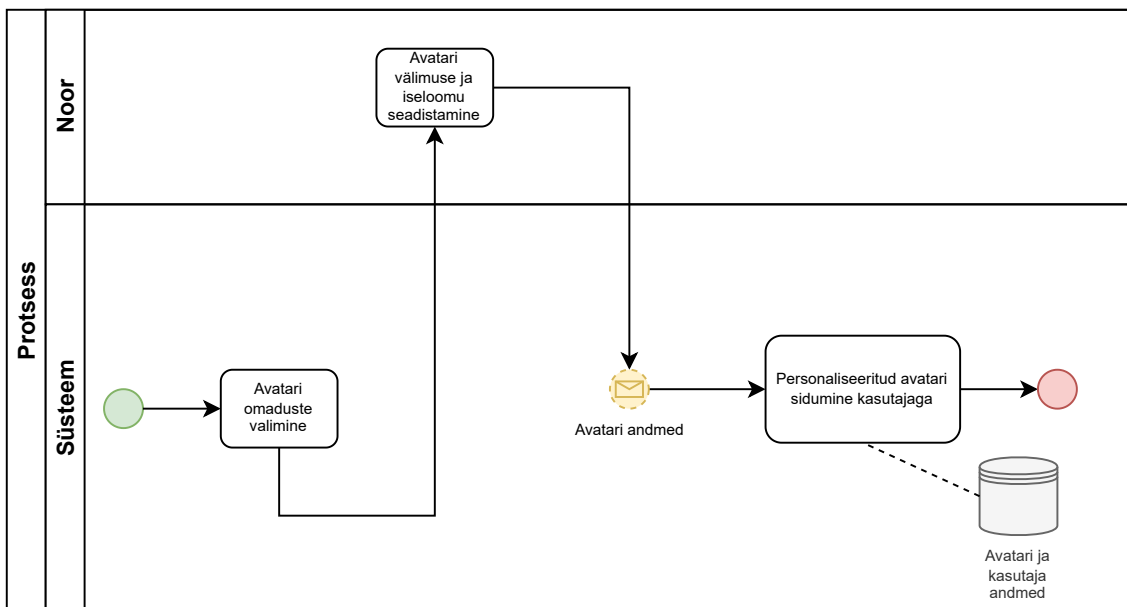 Protsess
Noor
Avatari
välimuse ja
iseloomu
seadistamine
Süsteem
Avatari
omaduste
valimine
Avatari andmed
Personaliseeritud avatari
sidumine kasutajaga
Avatari ja
kasutaja
andmed